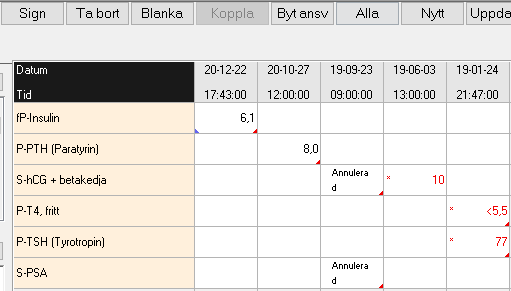 Sign Ta bort Blanka Koppla Byt ansv Alla Nytt Uppda
Datum 20-12-22 20-10-27 19-09-23 19-06-03 19-01-24
Tid 17:43:00 12:00:00 09:00:00 13:00:00 21:47:00
fP-Insulin 6,1
P-PTH (Paratyrin) 8,0
S-hCG + betakedja Annulerad * 10
P-T4, fritt * <5,5
P-TSH (Tyrotropin) * 77
S-PSA Annulerad